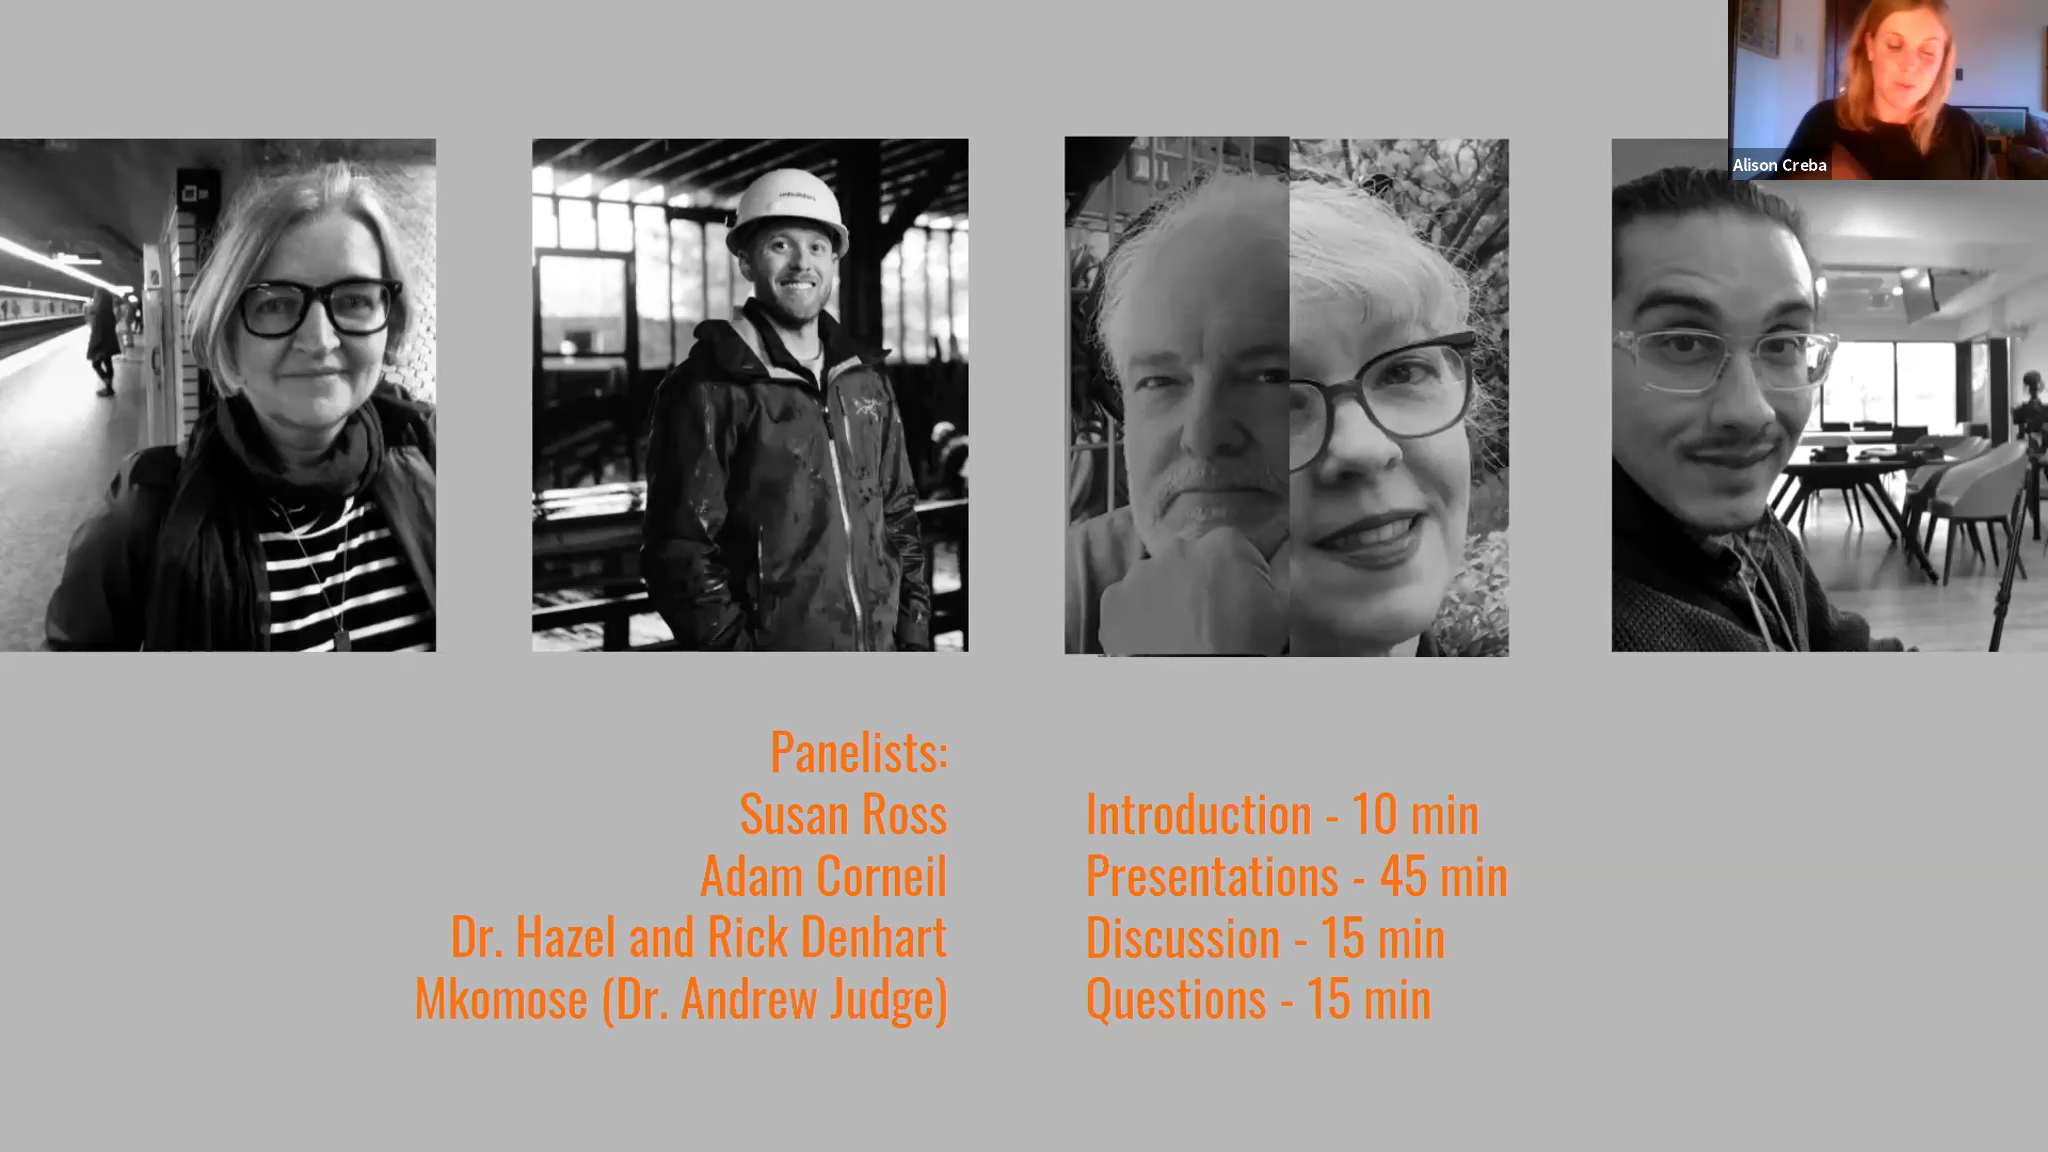 Alison Creba
unbuilders
Panelists:
Susan Ross
Adam Corneil
Dr. Hazel and Rick Denhart
Mkomose (Dr. Andrew Judge)
Introduction - 10 min
Presentations - 45 min
Discussion - 15 min
Questions - 15 min